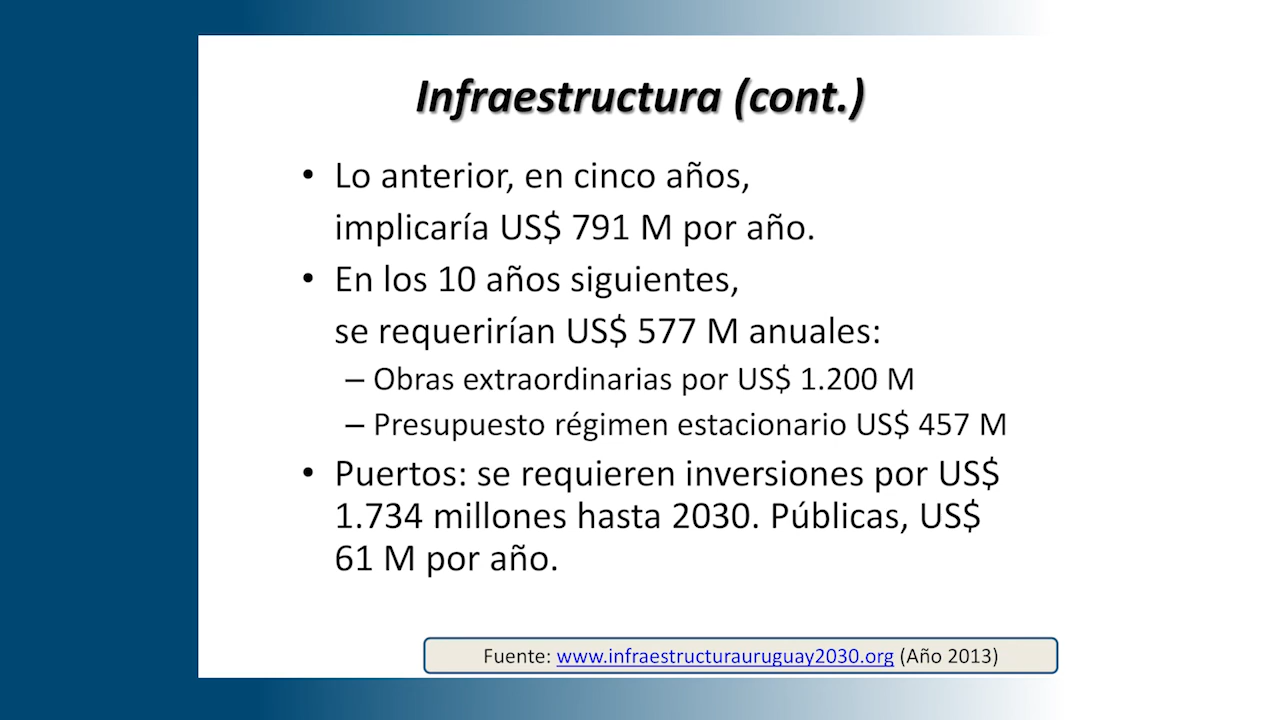 Infraestructura (cont.)
• Lo anterior, en cinco años,
implicaría US$ 791 M por año.
• En los 10 años siguientes,
se requerirían US$ 577 M anuales:
– Obras extraordinarias por US$ 1.200 M
– Presupuesto régimen estacionario US$ 457 M
• Puertos: se requieren inversiones por US$
1.734 millones hasta 2030. Públicas, US$
61 M por año.
Fuente: www.infraestructurauruguay2030.org (Año 2013)